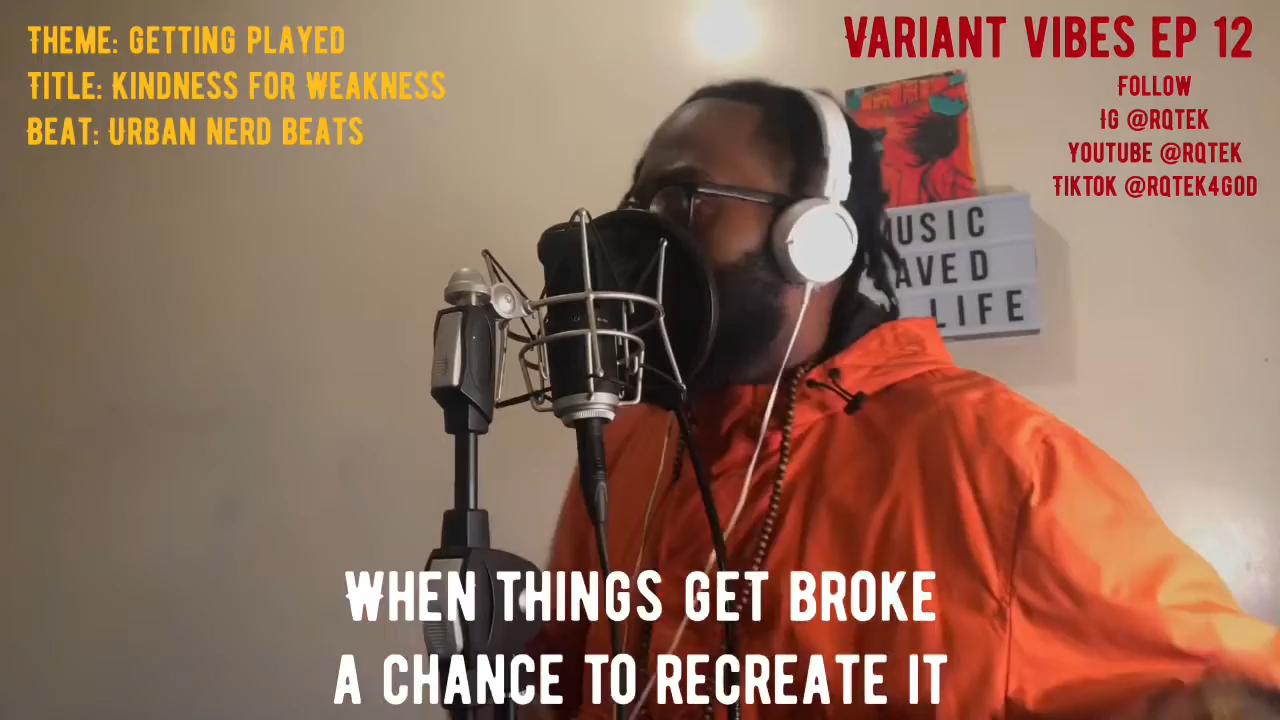 THEME: GETTING PLAYED
TITLE: KINDNESS FOR WEAKNESS
BEAT: URBAN NERD BEATS
VARIANT VIBES EP 12
FOLLOW
IG @RQTEK
YOUTUBE @RQTEK
TIKTOK @RQTEK4GOD
MUSIC
AVED
LIFE
WHEN THINGS GET BROKE
A CHANCE TO RECREATE IT